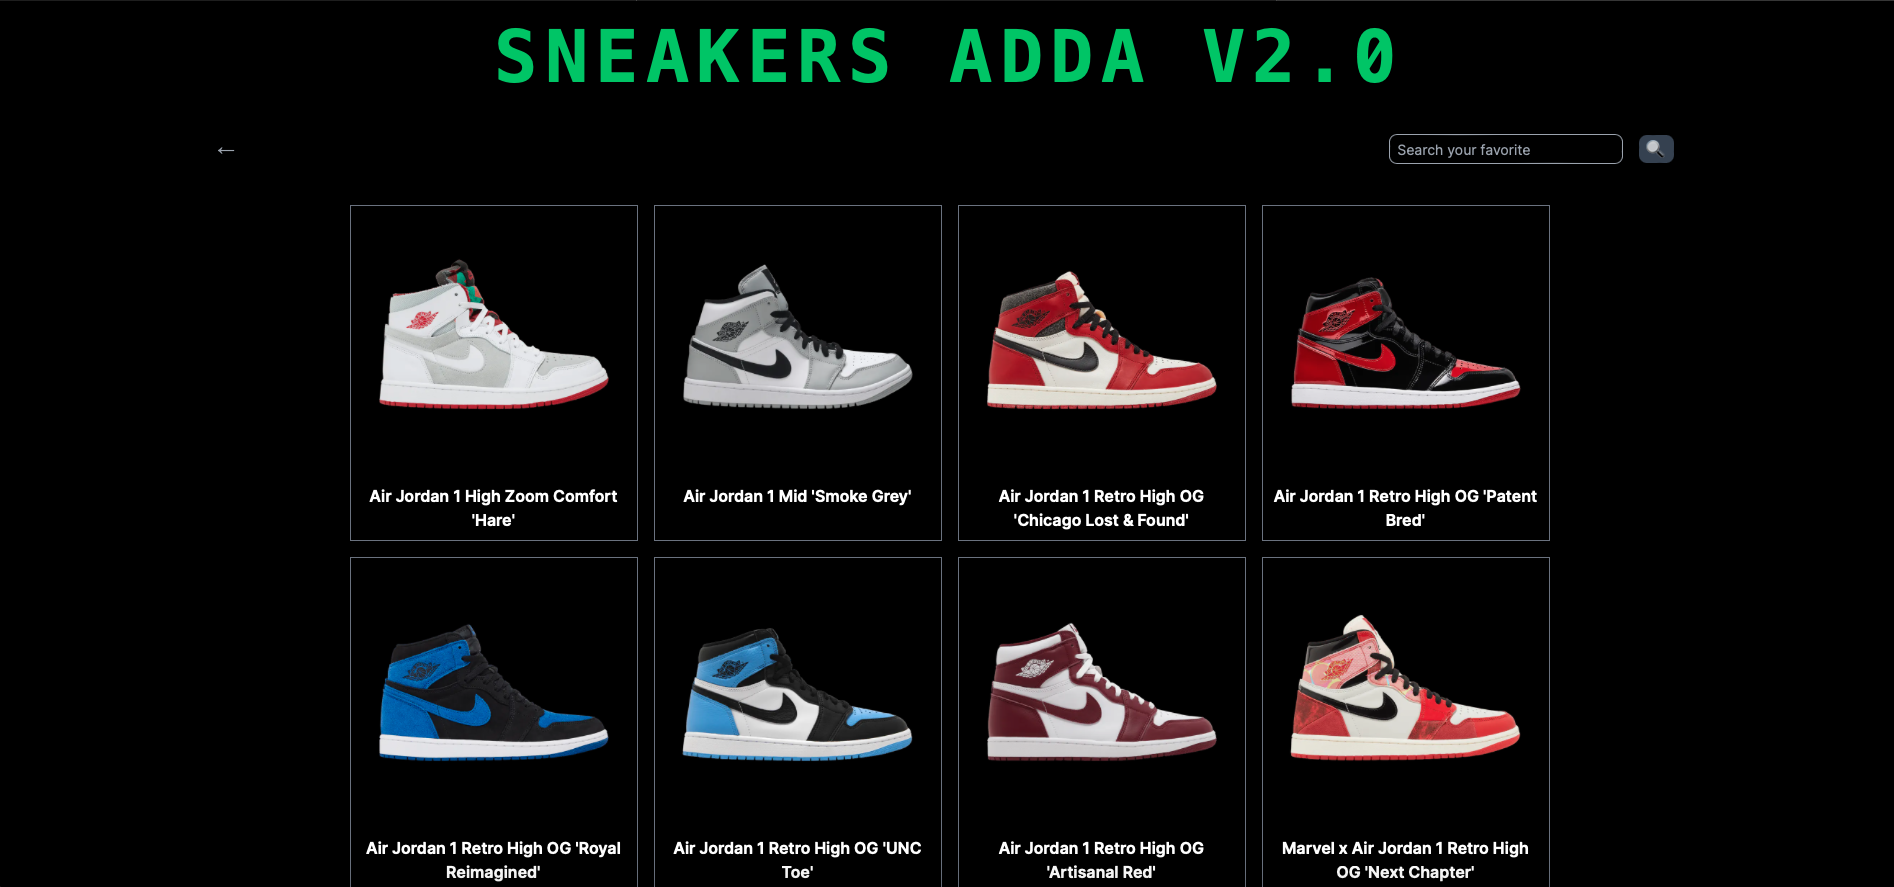 SNEAKERS ADDA V2.0
←
Search your favorite
Air Jordan 1 High Zoom Comfort
'Hare'
Air Jordan 1 Mid 'Smoke Grey'
Air Jordan 1 Retro High OG
'Chicago Lost & Found'
Air Jordan 1 Retro High OG 'Patent
Bred'
Air Jordan 1 Retro High OG 'Royal
Reimagined'
Air Jordan 1 Retro High OG 'UNC
Toe'
Air Jordan 1 Retro High OG
'Artisanal Red'
Marvel x Air Jordan 1 Retro High
OG 'Next Chapter'